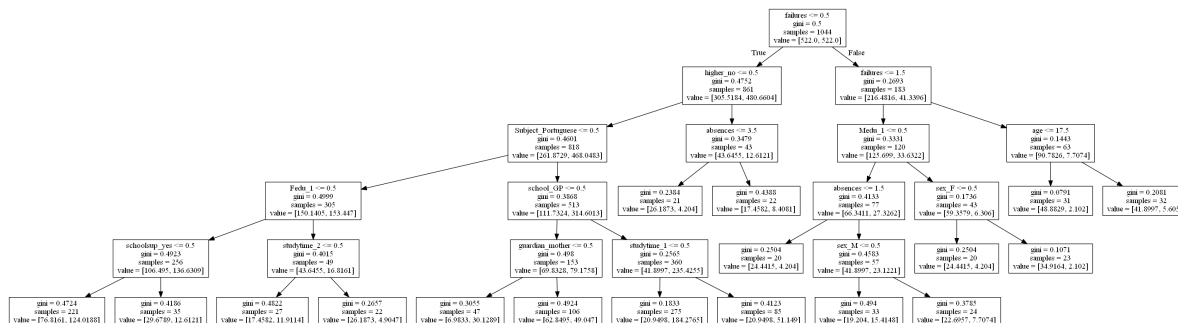 failures <= 0.5
gini = 0.5
samples = 1044
value = [522.0, 522.0]
True
False
higher_no <= 0.5
gini = 0.4752
samples = 861
value = [305.5184, 480.6604]
failures <= 1.5
gini = 0.2693
samples = 183
value = [216.4816, 41.3396]
Subject_Portuguese <= 0.5
gini = 0.4601
samples = 818
value = [261.8729, 468.0483]
absences <= 3.5
gini = 0.3479
samples = 43
value = [43.6455, 12.6121]
Medu_1 <= 0.5
gini = 0.3331
samples = 120
value = [125.699, 33.6322]
age <= 17.5
gini = 0.1443
samples = 63
value = [90.7826, 7.7074]
Fedu_1 <= 0.5
gini = 0.4999
samples = 305
value = [150.1405, 153.447]
school_GP <= 0.5
gini = 0.3868
samples = 513
value = [111.7324, 314.6013]
gini = 0.2384
samples = 21
value = [26.1873, 4.204]
gini = 0.4388
samples = 22
value = [17.4582, 8.4081]
absences <= 1.5
gini = 0.4133
samples = 77
value = [66.3411, 27.3262]
sex_F <= 0.5
gini = 0.1736
samples = 43
value = [59.3579, 6.306]
gini = 0.0791
samples = 31
value = [48.8829, 2.102]
gini = 0.2081
samples = 32
value = [41.8997, 5.605
schoolsup_yes <= 0.5
gini = 0.4923
samples = 256
value = [106.495, 136.6309]
studytime_2 <= 0.5
gini = 0.4015
samples = 49
value = [43.6455, 16.8161]
guardian_mother <= 0.5
gini = 0.498
samples = 153
value = [69.8328, 79.1758]
studytime_1 <= 0.5
gini = 0.2565
samples = 360
value = [41.8997, 235.4255]
gini = 0.2504
samples = 20
value = [24.4415, 4.204]
sex_M <= 0.5
gini = 0.4583
samples = 57
value = [41.8997, 23.1221]
gini = 0.2504
samples = 20
value = [24.4415, 4.204]
gini = 0.1071
samples = 23
value = [34.9164, 2.102]
gini = 0.4724
samples = 221
value = [76.8161, 124.0188]
gini = 0.4186
samples = 35
value = [29.6789, 12.6121]
gini = 0.4822
samples = 27
value = [17.4582, 11.9114]
gini = 0.2657
samples = 22
value = [26.1873, 4.9047]
gini = 0.3055
samples = 47
value = [6.9833, 30.1289]
gini = 0.4924
samples = 106
value = [62.8495, 49.047]
gini = 0.1833
samples = 275
value = [20.9498, 184.2765]
gini = 0.4123
samples = 85
value = [20.9498, 51.149]
gini = 0.494
samples = 33
value = [19.204, 15.4148]
gini = 0.3785
samples = 24
value = [22.6957, 7.7074]